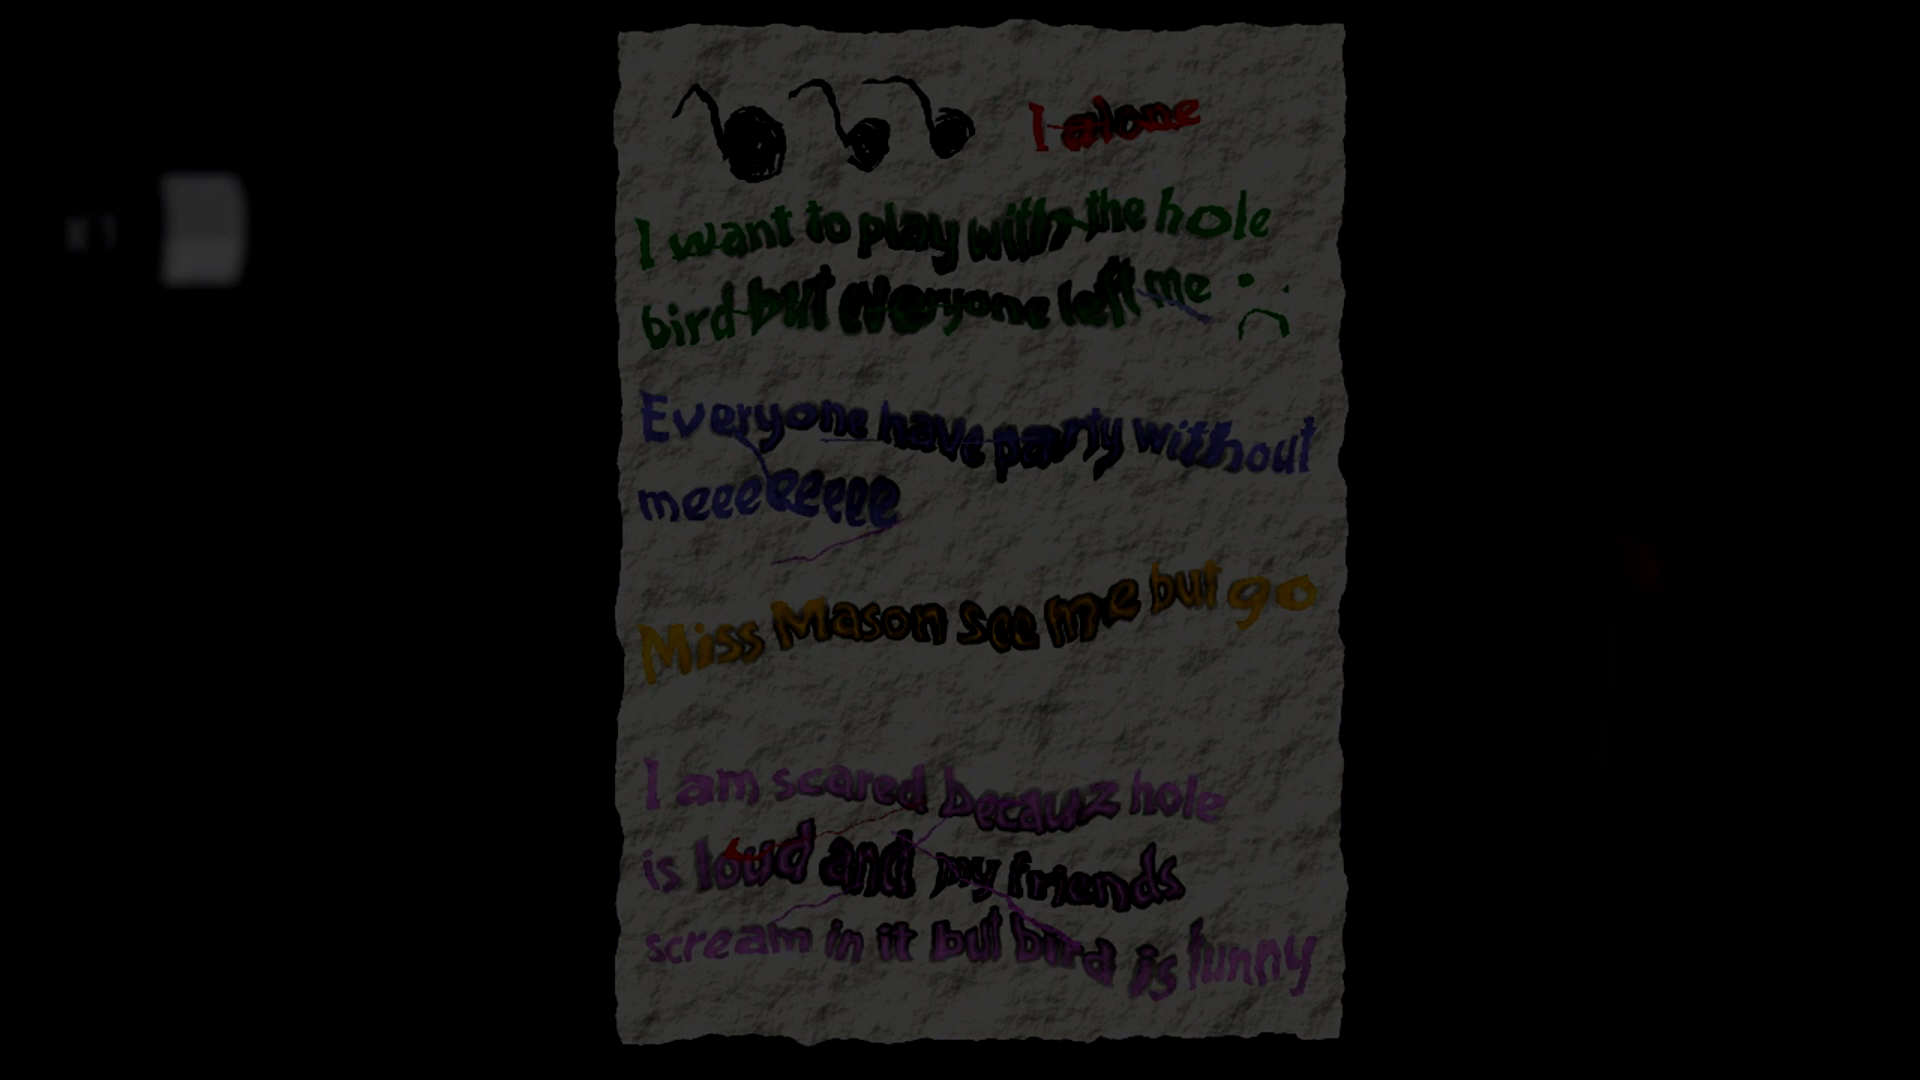 I alone
I want to play with the hole
bird but everyone left me
Everyone have party without
meeeeeeee
Miss Mason see me but go
I am scared becauz hole
is loud and my friends
scream in it but bird is funny